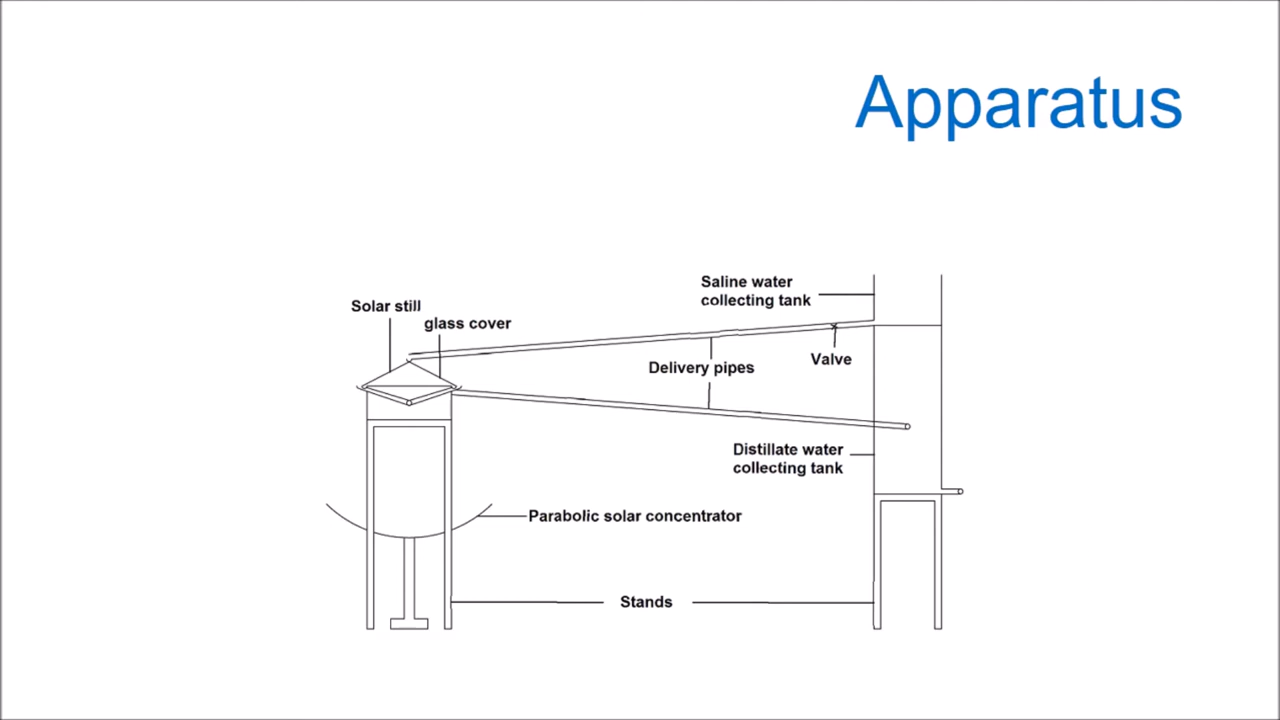 Apparatus
Saline water
collecting tank
Solar still
glass cover
Valve
Delivery pipes
Distillate water
collecting tank
Parabolic solar concentrator
Stands